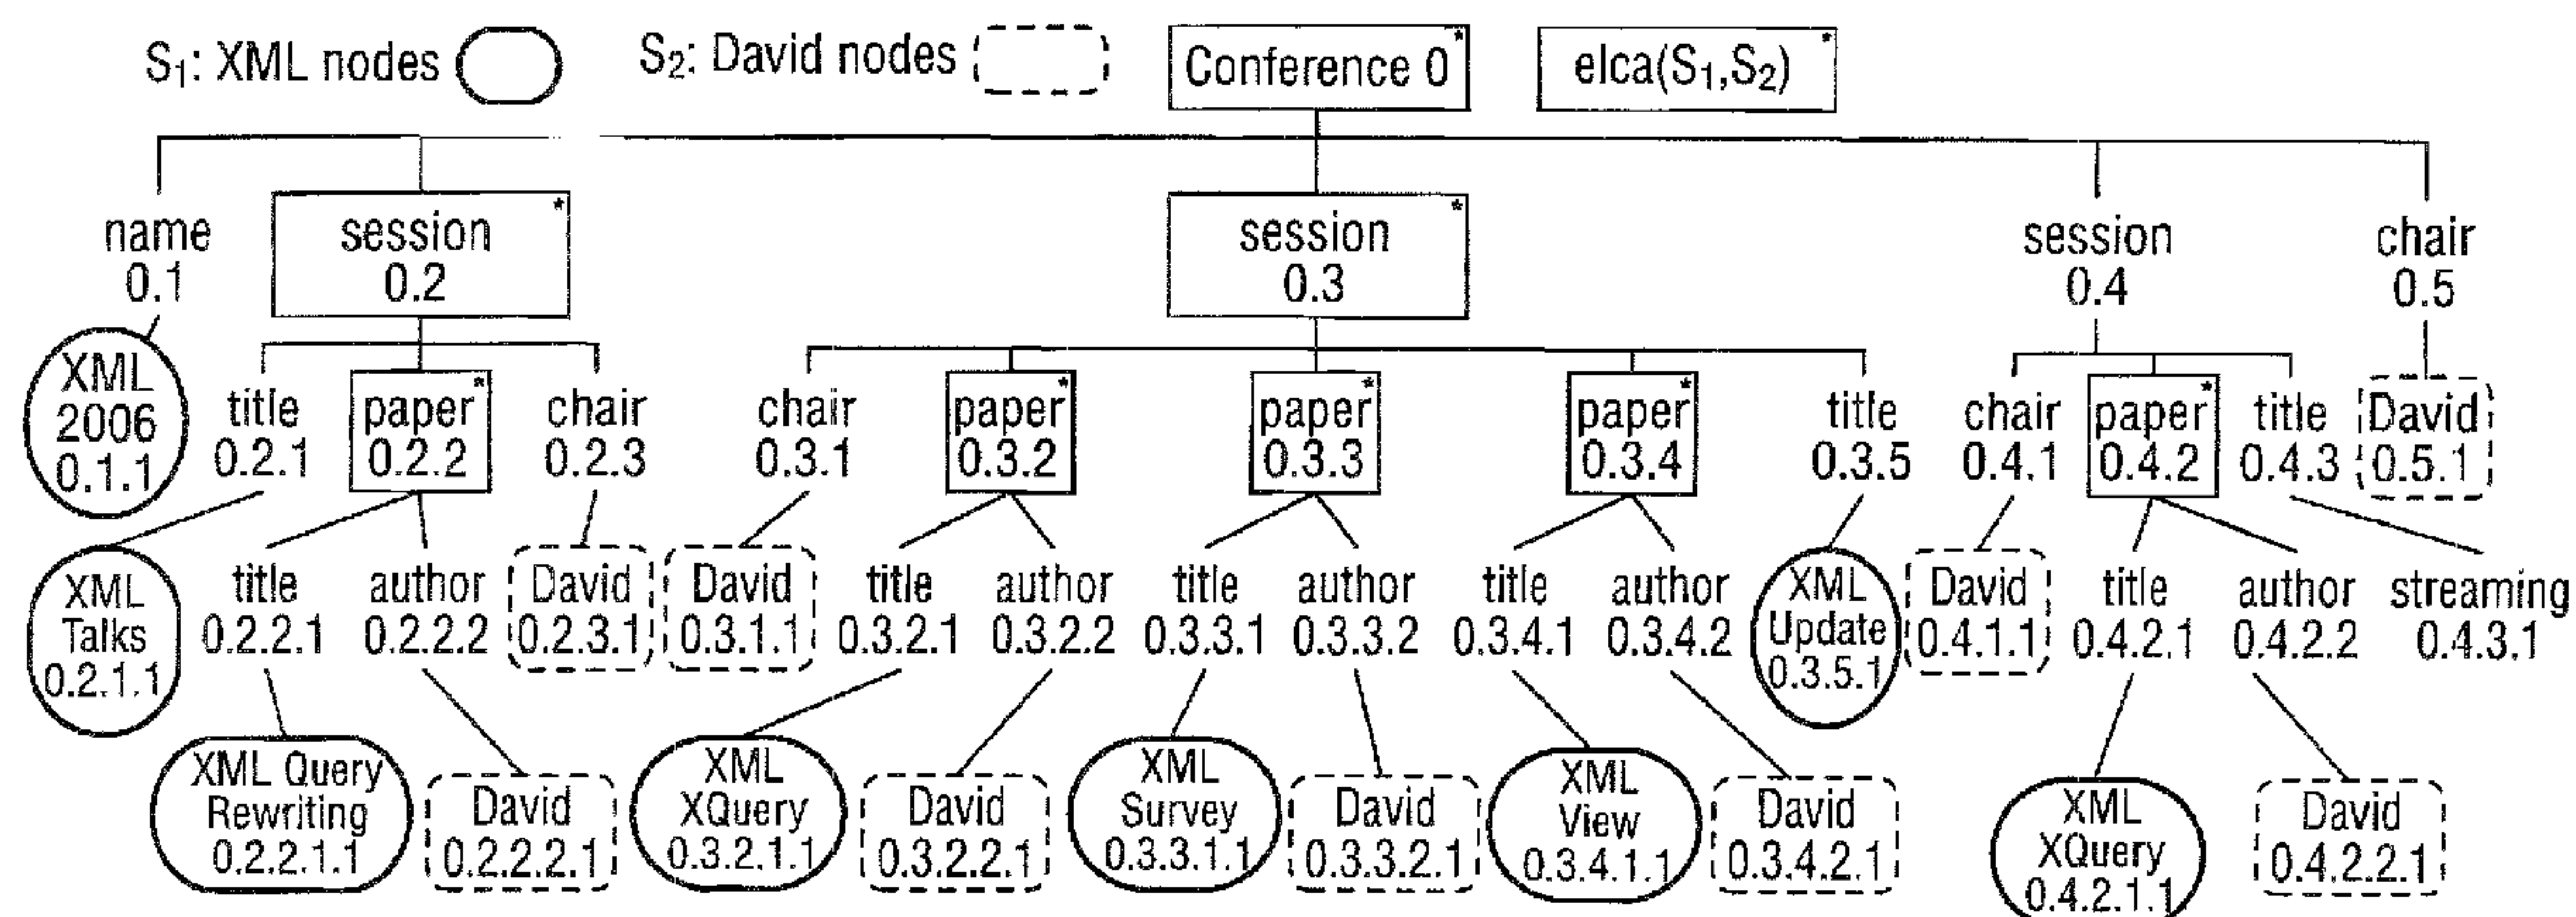 S1: XML nodes
S2: David nodes
Conference 0 *
elca(S1,S2) *
name
0.1
session *
0.2
session *
0.3
session
0.4
chair
0.5
XML
2006
0.1.1
title
0.2.1
paper *
0.2.2
chair
0.2.3
chair
0.3.1
paper *
0.3.2
paper *
0.3.3
paper *
0.3.4
title
0.3.5
chair
0.4.1
paper *
0.4.2
title
0.4.3
David
0.5.1
XML
Talks
0.2.1.1
title
0.2.2.1
author
0.2.2.2
David
0.2.3.1
David
0.3.1.1
title
0.3.2.1
author
0.3.2.2
title
0.3.3.1
author
0.3.3.2
title
0.3.4.1
author
0.3.4.2
XML
Update
0.3.5.1
David
0.4.1.1
title
0.4.2.1
author
0.4.2.2
streaming
0.4.3.1
XML Query
Rewriting
0.2.2.1.1
David
0.2.2.2.1
XML
XQuery
0.3.2.1.1
David
0.3.2.2.1
XML
Survey
0.3.3.1.1
David
0.3.3.2.1
XML
View
0.3.4.1.1
David
0.3.4.2.1
XML
XQuery
0.4.2.1.1
David
0.4.2.2.1